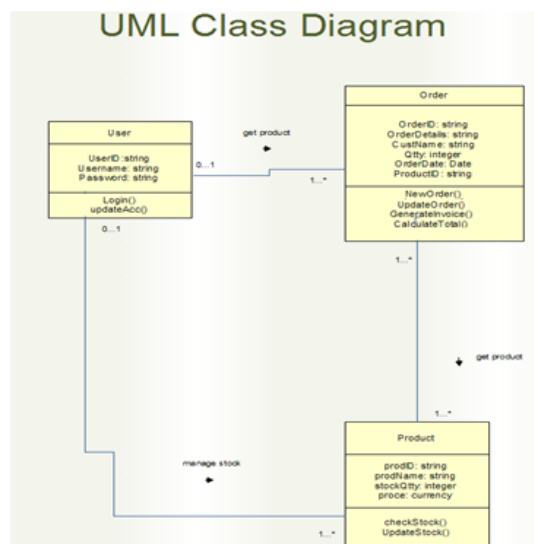 UML Class Diagram
Order
OrderID: string
OrderDetails: string
CustName: string
Qtty: integer
OrderDate: Date
ProductID: string
NewOrder()
UpdateOrder()
GenerateInvoice()
CalculateTotal()
User
UserID:string
Username: string
Password: string
Login()
updateAcc()
get product
0...1
1...*
0...1
1...*
get product
1...*
manage stock
1...*
Product
prodID: string
prodName: string
stockQtty: integer
proce: currency
checkStock()
UpdateStock()